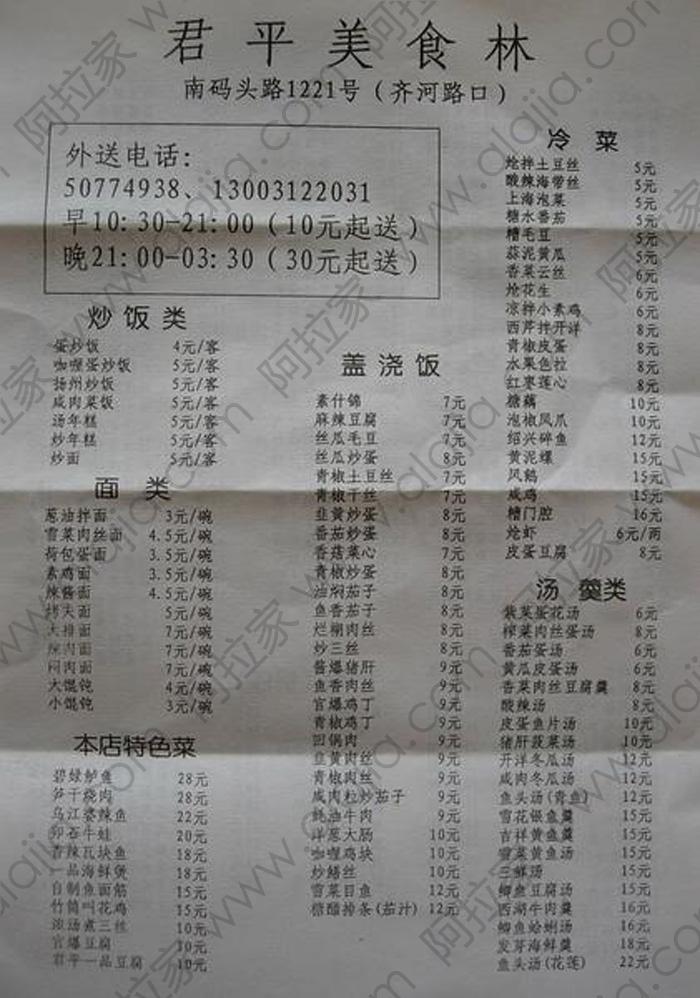 君平美食林
南码头路1221号（齐河路口）
外送电话：
50774938、13003122031
早10:30-21:00（10元起送）
晚21:00-03:30（30元起送）
炒饭类
蛋炒饭 4元/客
咖喱蛋炒饭 5元/客
扬州炒饭 5元/客
咸肉菜饭 5元/客
汤年糕 5元/客
炒年糕 5元/客
炒面 5元/客
面类
葱油拌面 3元/碗
雪菜肉丝面 4.5元/碗
荷包蛋面 3.5元/碗
素鸡面 3.5元/碗
辣酱面 4.5元/碗
烤夫面 5元/碗
大排面 7元/碗
辣肉面 7元/碗
焖肉面 7元/碗
大馄饨 4元/碗
小馄饨 3元/碗
本店特色菜
碧绿鲈鱼 28元
笋干烧肉 28元
乌江婆辣鱼 22元
卵石牛蛙 20元
香辣瓦块鱼 18元
一品海鲜煲 18元
自制鱼面筋 15元
竹筒叫花鸡 15元
浓汤煮三丝 10元
官爆豆腐 10元
君平一品豆腐 10元
盖浇饭
素什锦 7元
麻辣豆腐 7元
丝瓜毛豆 7元
丝瓜炒蛋 8元
青椒土豆丝 7元
青椒干丝 7元
韭黄炒蛋 8元
番茄炒蛋 8元
香菇菜心 7元
青椒炒蛋 8元
油焖茄子 8元
鱼香茄子 8元
烂糊肉丝 8元
炒三丝 8元
酱爆猪肝 9元
鱼香肉丝 9元
官爆鸡丁 9元
青椒鸡丁 9元
回锅肉 9元
韭黄肉丝 9元
青椒肉丝 9元
咸肉粒炒茄子 9元
蚝油牛肉 9元
洋葱大肠 10元
咖喱鸡块 10元
炒鳝丝 10元
雪菜目鱼 12元
糖醋排条(茄汁) 12元
冷菜
炝拌土豆丝 5元
酸辣海带丝 5元
上海泡菜 5元
糖水番茄 5元
糟毛豆 5元
蒜泥黄瓜 5元
香菜云丝 6元
炝花生 6元
凉拌小素鸡 6元
西芹拌开洋 8元
青椒皮蛋 8元
水果色拉 8元
红枣莲心 8元
糖藕 10元
泡椒凤爪 10元
绍兴碎鱼 12元
黄泥螺 15元
风鹅 15元
咸鸡 15元
糟门腔 16元
炝虾 6元/两
皮蛋豆腐 8元
汤羹类
紫菜蛋花汤 6元
榨菜肉丝蛋汤 8元
番茄蛋汤 6元
黄瓜皮蛋汤 6元
香菜肉丝豆腐羹 8元
酸辣汤 8元
皮蛋鱼片汤 10元
猪肝菠菜汤 10元
开洋冬瓜汤 12元
咸肉冬瓜汤 12元
鱼头汤(青鱼) 12元
雪花银鱼羹 15元
吉祥黄鱼羹 15元
雪菜黄鱼汤 15元
三鲜汤 15元
鲫鱼豆腐汤 15元
西湖牛肉羹 16元
鲫鱼蛤蜊汤 16元
发芽海鲜羹 18元
鱼头汤(花莲) 22元
阿拉家 www.alajia.com